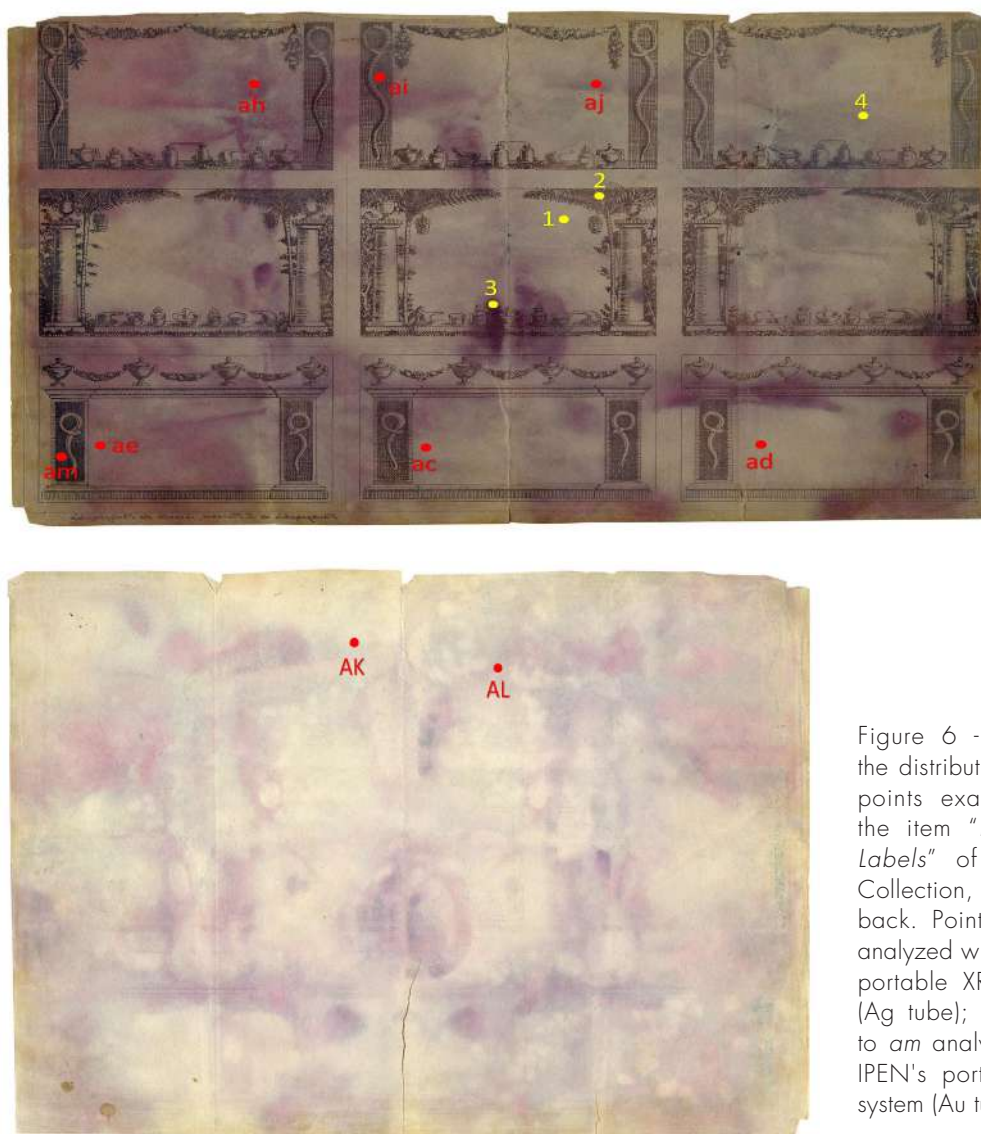 ah
ai
aj
4
2
1
3
am
ae
ac
ad
AK
AL
Figure 6 -
the distribut
points exa
the item "
Labels" of
Collection,
back. Point
analyzed w
portable XR
(Ag tube);
to am analy
IPEN's port
system (Au t